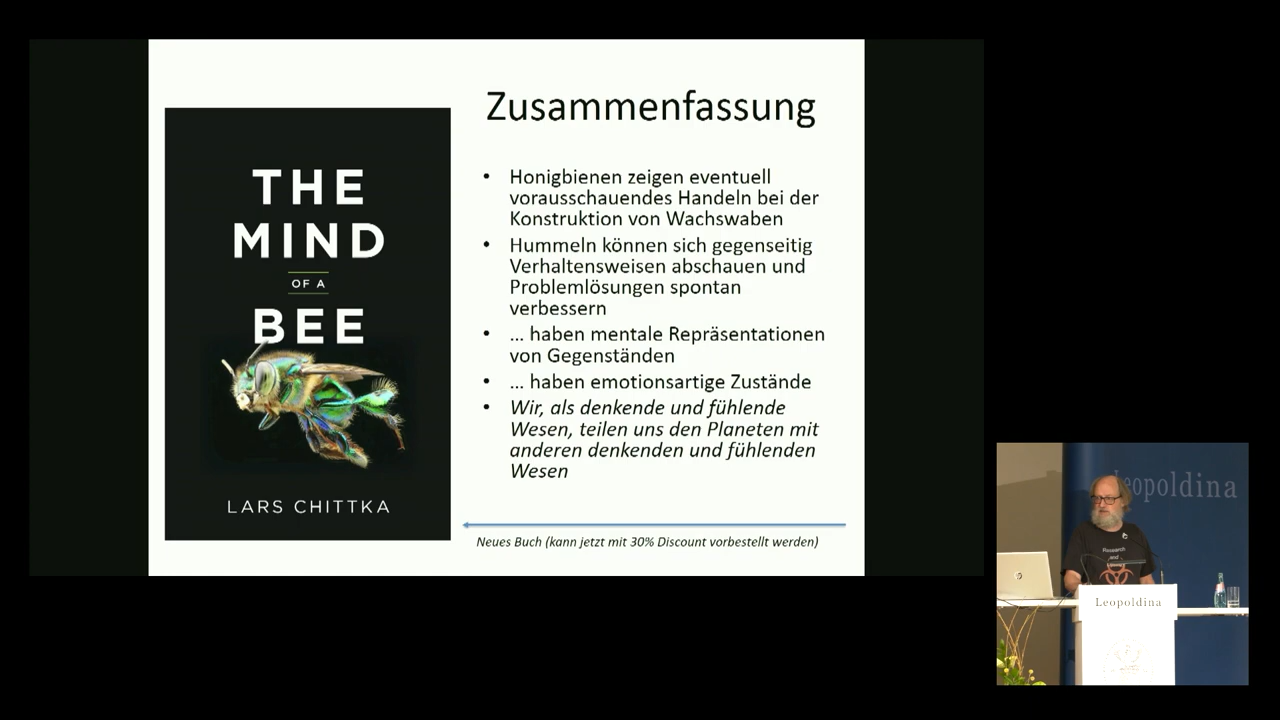 Zusammenfassung
THE
MIND
OF A
BEE
LARS CHITTKA
• Honigbienen zeigen eventuell
vorausschauendes Handeln bei der
Konstruktion von Wachswaben
• Hummeln können sich gegenseitig
Verhaltensweisen abschauen und
Problemlösungen spontan
verbessern
• ... haben mentale Repräsentationen
von Gegenständen
• ... haben emotionsartige Zustände
• Wir, als denkende und fühlende
Wesen, teilen uns den Planeten mit
anderen denkenden und fühlenden
Wesen
Neues Buch (kann jetzt mit 30% Discount vorbestellt werden)
Leopoldina
Research
and
Leopoldina